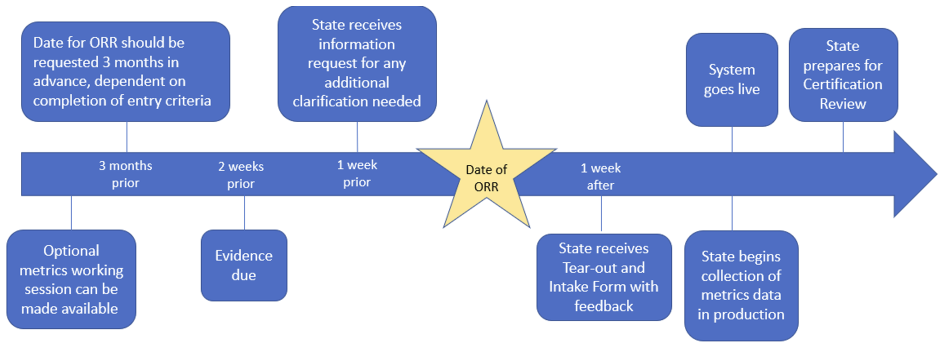 Date for ORR should be
requested 3 months in
advance, dependent on
completion of entry criteria
State receives
information
request for any
additional
clarification needed
System
goes live
State
prepares for
Certification
Review
3 months
prior
2 weeks
prior
1 week
prior
Date of
ORR
1 week
after
Optional
metrics working
session can be
made available
Evidence
due
State receives
Tear-out and
Intake Form with
feedback
State begins
collection of
metrics data
in production